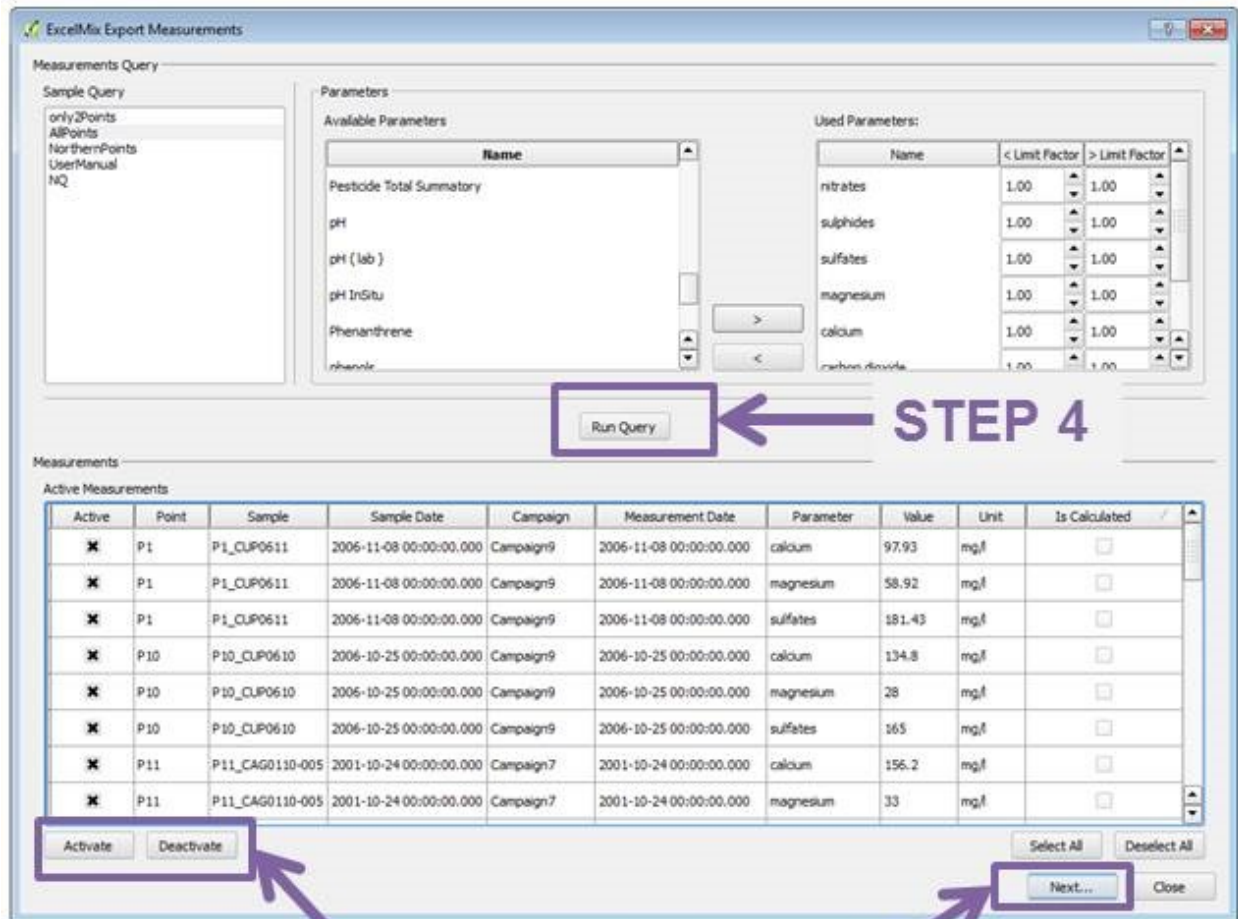 ExcelMix Export Measurements
Measurements Query
Sample Query
only2Points
AllPoints
NorthernPoints
UserManual
NQ
Parameters
Available Parameters
Name
Pesticide Total Summatory
pH
pH { lab }
pH InSitu
Phenanthrene
phenols
>
<
Used Parameters:
Name < Limit Factor > Limit Factor
nitrates 1.00 1.00
sulphides 1.00 1.00
sulfates 1.00 1.00
magnesium 1.00 1.00
calcium 1.00 1.00
carbon dioxide 1.00 1.00
Run Query
STEP 4
Measurements
Active Measurements
Active Point Sample Sample Date Campaign Measurement Date Parameter Value Unit Is Calculated
P1 P1_CUP0611 2006-11-08 00:00:00.000 Campaign9 2006-11-08 00:00:00.000 calcium 97.93 mg/l
P1 P1_CUP0611 2006-11-08 00:00:00.000 Campaign9 2006-11-08 00:00:00.000 magnesium 58.92 mg/l
P1 P1_CUP0611 2006-11-08 00:00:00.000 Campaign9 2006-11-08 00:00:00.000 sulfates 181.43 mg/l
P10 P10_CUP0610 2006-10-25 00:00:00.000 Campaign9 2006-10-25 00:00:00.000 calcium 134.8 mg/l
P10 P10_CUP0610 2006-10-25 00:00:00.000 Campaign9 2006-10-25 00:00:00.000 magnesium 28 mg/l
P10 P10_CUP0610 2006-10-25 00:00:00.000 Campaign9 2006-10-25 00:00:00.000 sulfates 165 mg/l
P11 P11_CAG0110-005 2001-10-24 00:00:00.000 Campaign7 2001-10-24 00:00:00.000 calcium 156.2 mg/l
P11 P11_CAG0110-005 2001-10-24 00:00:00.000 Campaign7 2001-10-24 00:00:00.000 magnesium 33 mg/l
Activate Deactivate Select All Deselect All
Next... Close